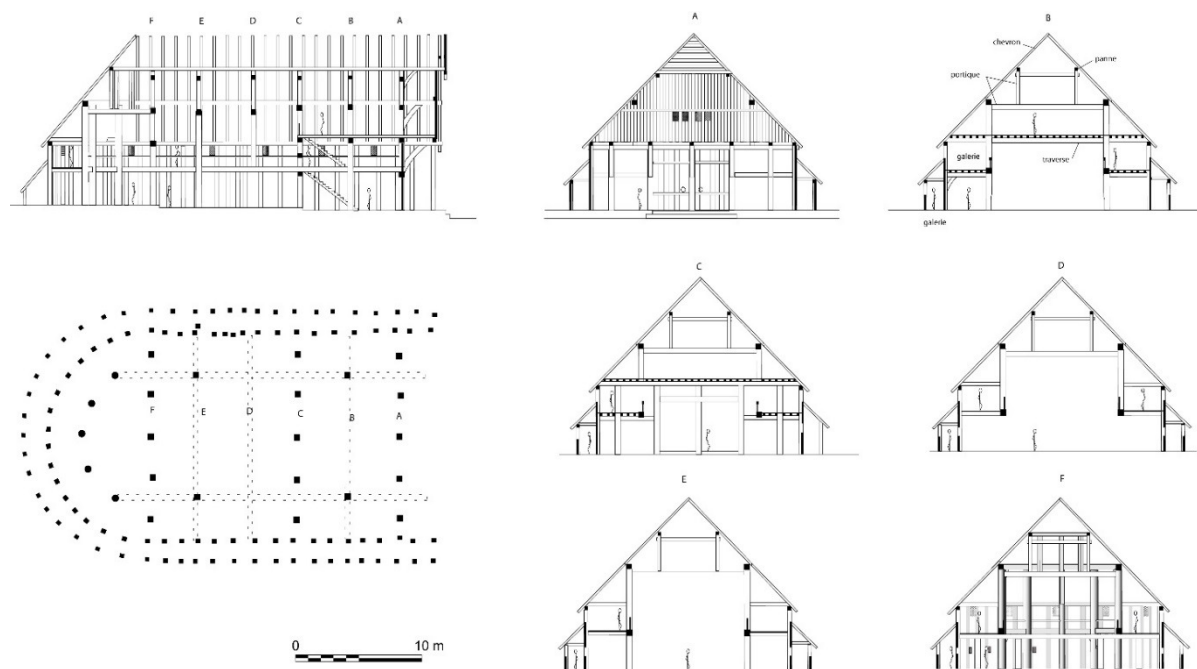 F E D C B A
A
B
chevron
panne
portique
galerie
traverse
galerie
C
D
F E D C B A
E
F
0 10 m